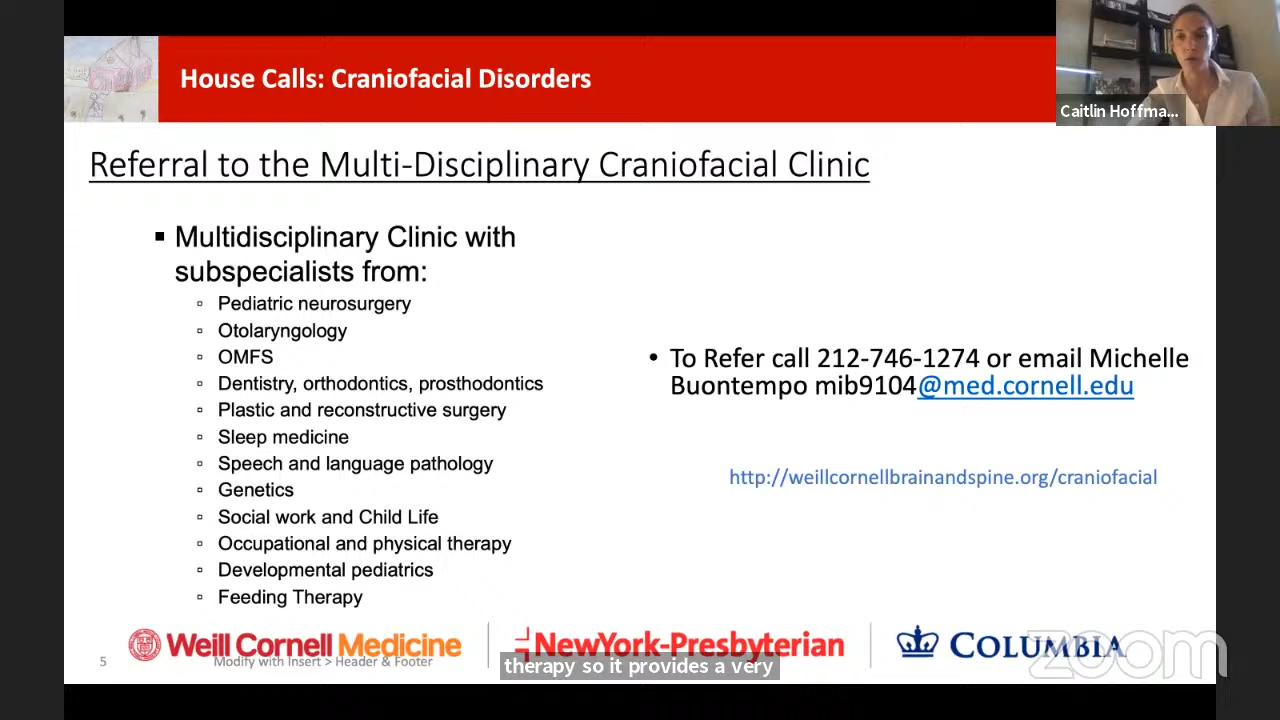 House Calls: Craniofacial Disorders
Caitlin Hoffma...
Referral to the Multi-Disciplinary Craniofacial Clinic
▪ Multidisciplinary Clinic with
subspecialists from:
▫ Pediatric neurosurgery
▫ Otolaryngology
▫ OMFS
▫ Dentistry, orthodontics, prosthodontics
▫ Plastic and reconstructive surgery
▫ Sleep medicine
▫ Speech and language pathology
▫ Genetics
▫ Social work and Child Life
▫ Occupational and physical therapy
▫ Developmental pediatrics
▫ Feeding Therapy
• To Refer call 212-746-1274 or email Michelle
Buontempo mib9104@med.cornell.edu
http://weillcornellbrainandspine.org/craniofacial
Weill Cornell Medicine
NewYork-Presbyterian
COLUMBIA
zoom
5
Modify with Insert > Header & Footer
therapy so it provides a very